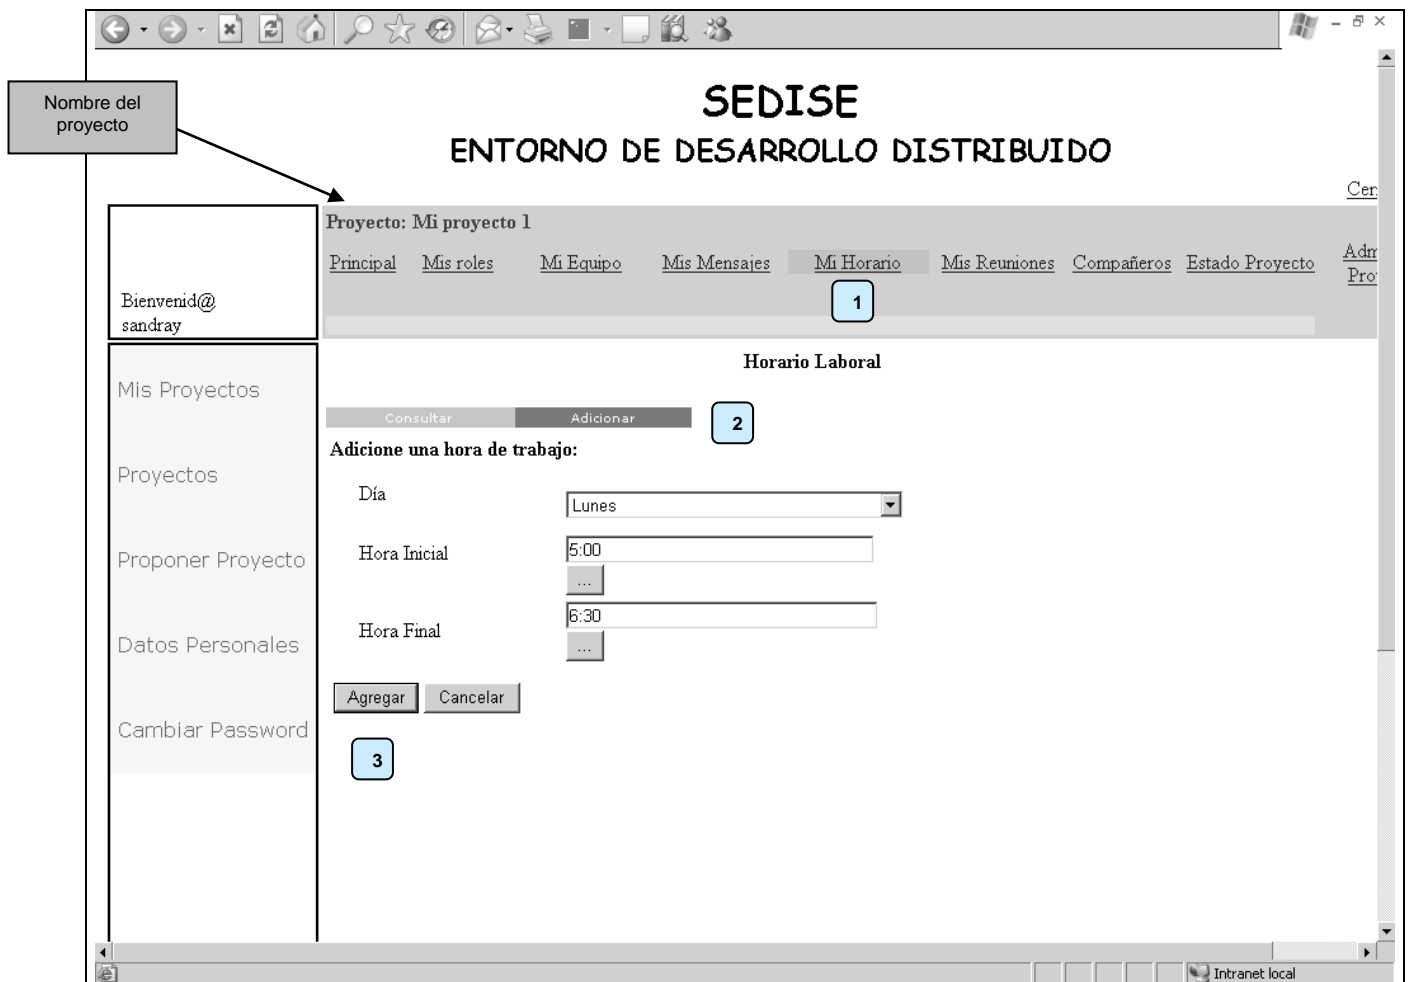 Nombre del
proyecto
SEDISE
ENTORNO DE DESARROLLO DISTRIBUIDO
Cer
Proyecto: Mi proyecto 1
Principal Mis roles Mi Equipo Mis Mensajes Mi Horario Mis Reuniones Compañeros Estado Proyecto Adm
Pro
1
Bienvenid@
sandray
Horario Laboral
Mis Proyectos
Proyectos
Proponer Proyecto
Datos Personales
Cambiar Password
Consultar Adicionar
2
Adicione una hora de trabajo:
Día
Lunes
Hora Inicial
5:00
...
Hora Final
6:30
...
Agregar Cancelar
3
Intranet local